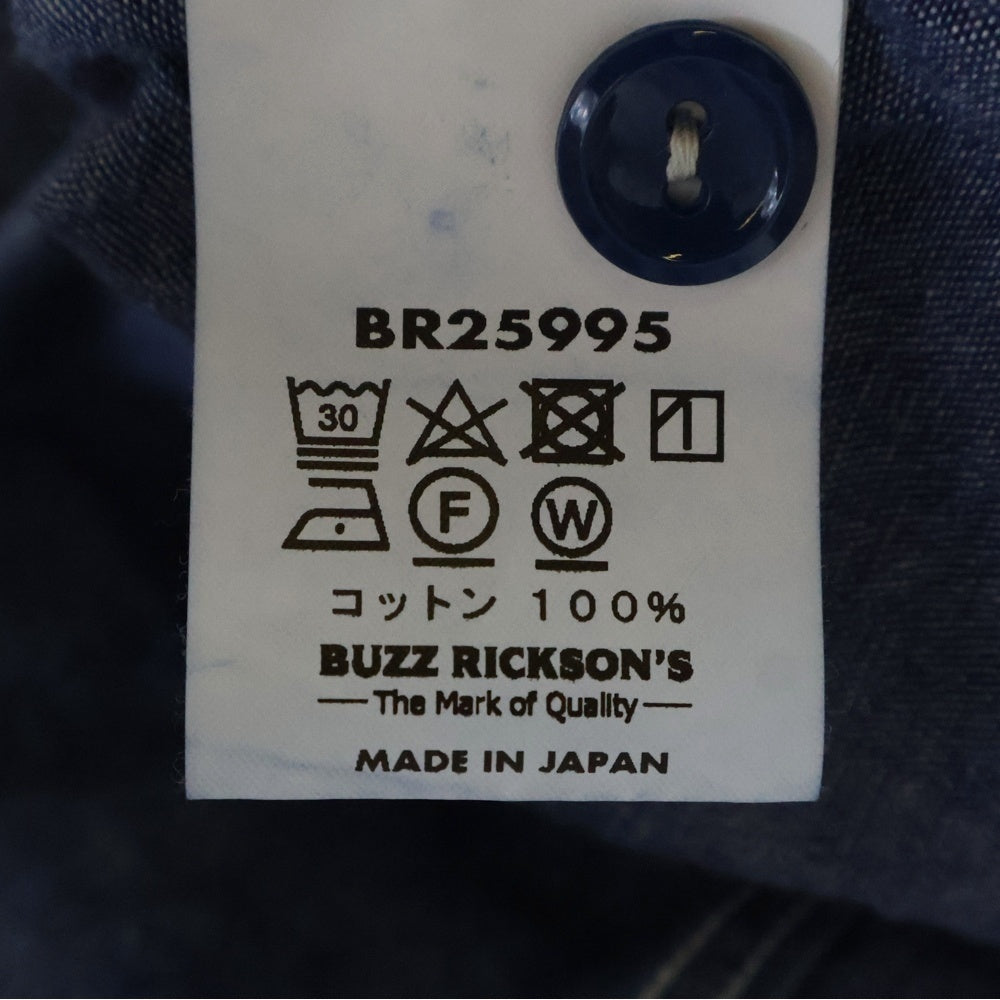 BR25995
30
F W
コットン 100%
BUZZ RICKSON'S
The Mark of Quality
MADE IN JAPAN